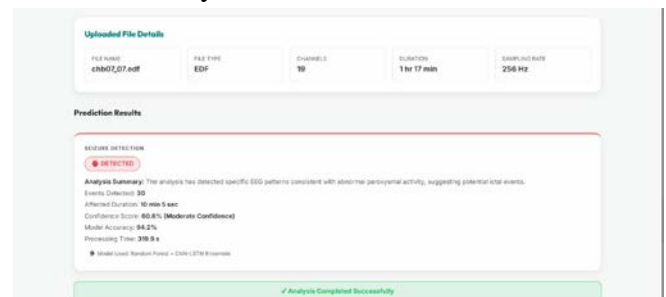 Uploaded File Details
FILE NAME FILE TYPE CHANNELS DURATION SAMPLING RATE
chb07_07.edf EDF 19 1 hr 17 min 256 Hz
Prediction Results
SEIZURE DETECTION
DETECTED
Analysis Summary: The analysis has detected specific EEG patterns consistent with abnormal paroxysmal activity, suggesting potential ictal events.
Events Detected: 30
Affected Duration: 10 min 5 sec
Confidence Score: 60.8% (Moderate Confidence)
Model Accuracy: 94.2%
Processing Time: 319.9 s
Model Used: Random Forest + CNN-LSTM Ensemble
✓ Analysis Completed Successfully